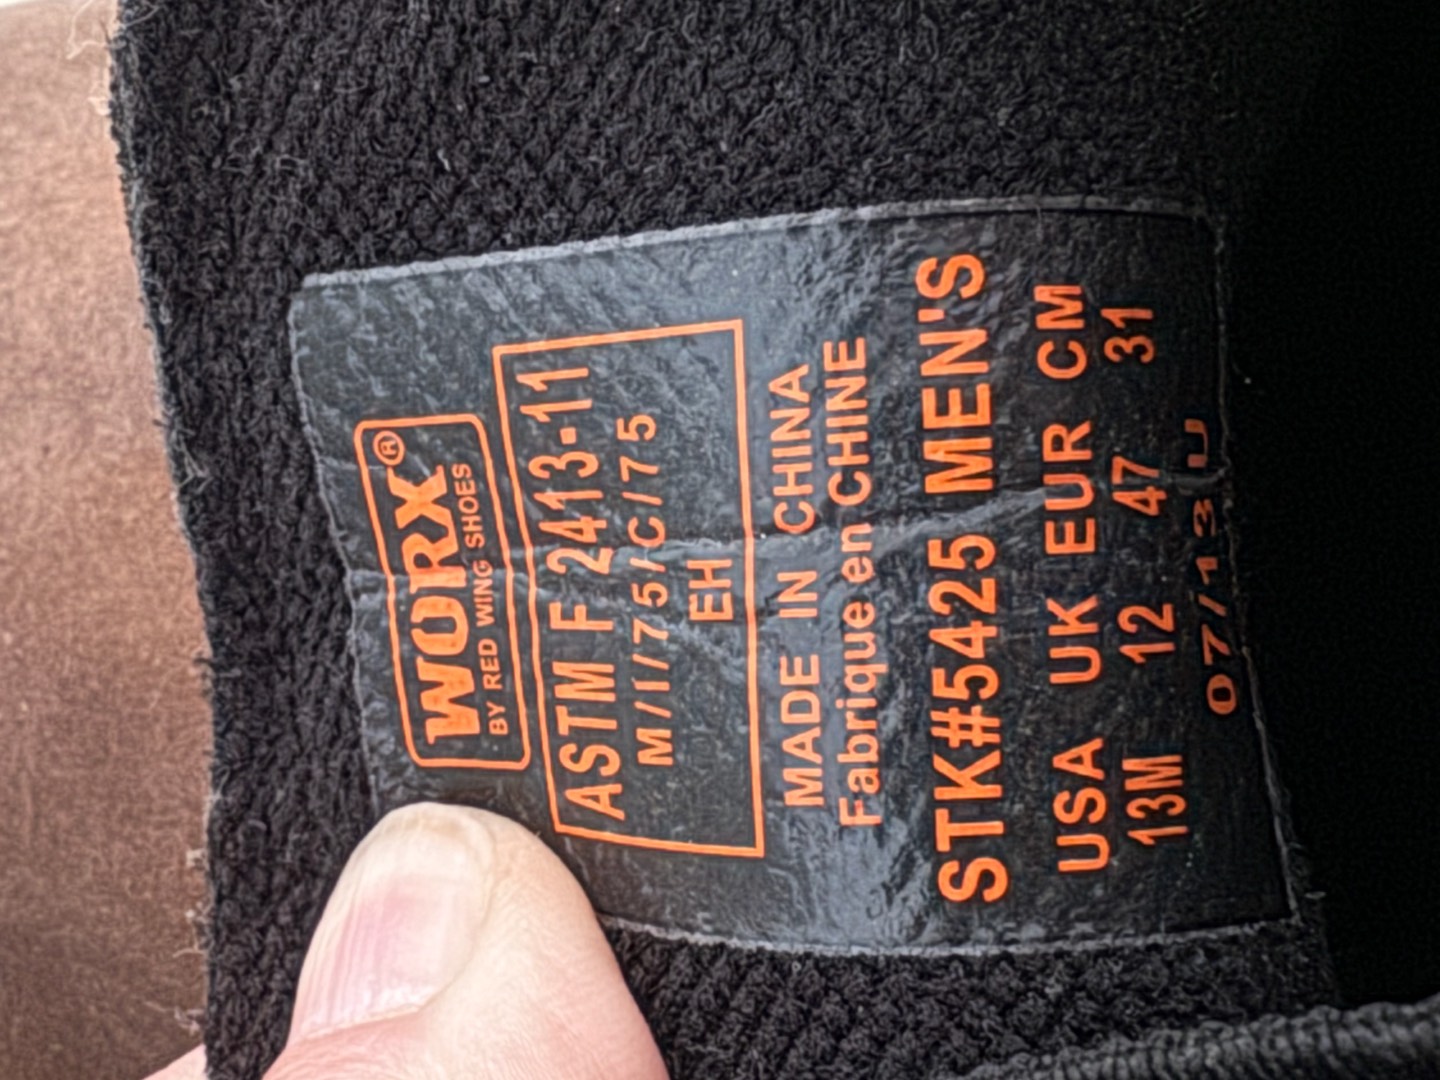 WORX®
BY RED WING SHOES
ASTM F 2413-11
M/I/75/C/75
EH
MADE IN CHINA
Fabriqué en CHINE
STK#5425 MEN'S
USA UK EUR CM
13M 12 47 31
07/13 U